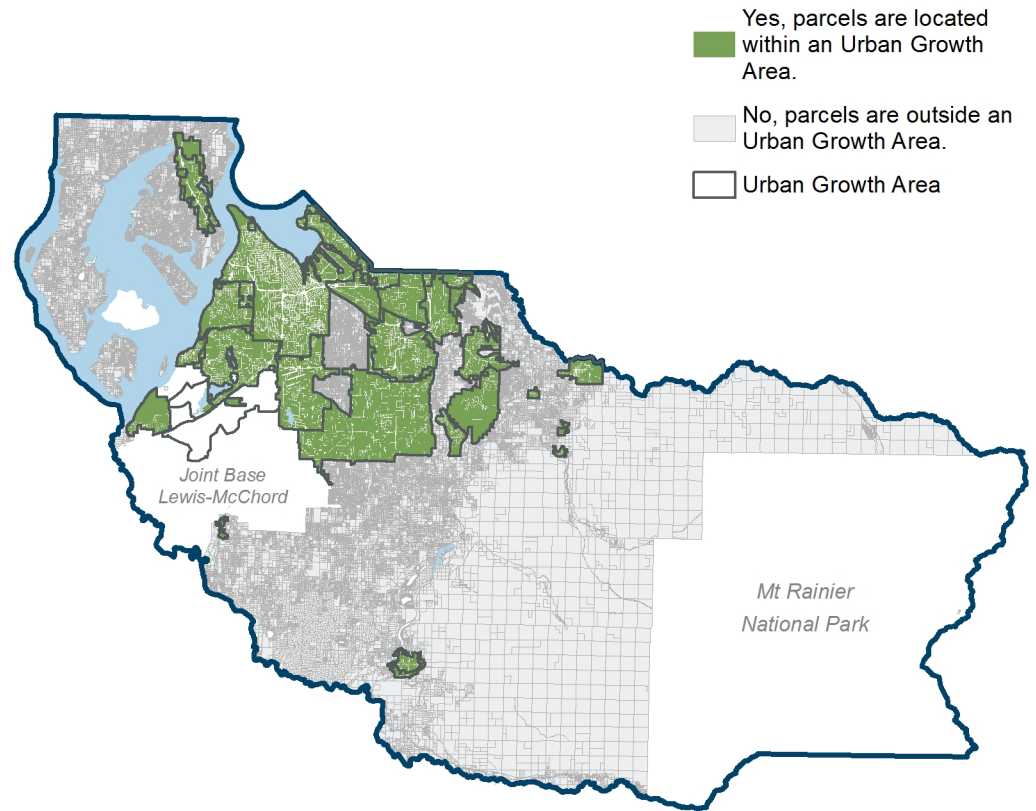 Yes, parcels are located
within an Urban Growth
Area.
No, parcels are outside an
Urban Growth Area.
Urban Growth Area
Joint Base
Lewis-McChord
Mt Rainier
National Park